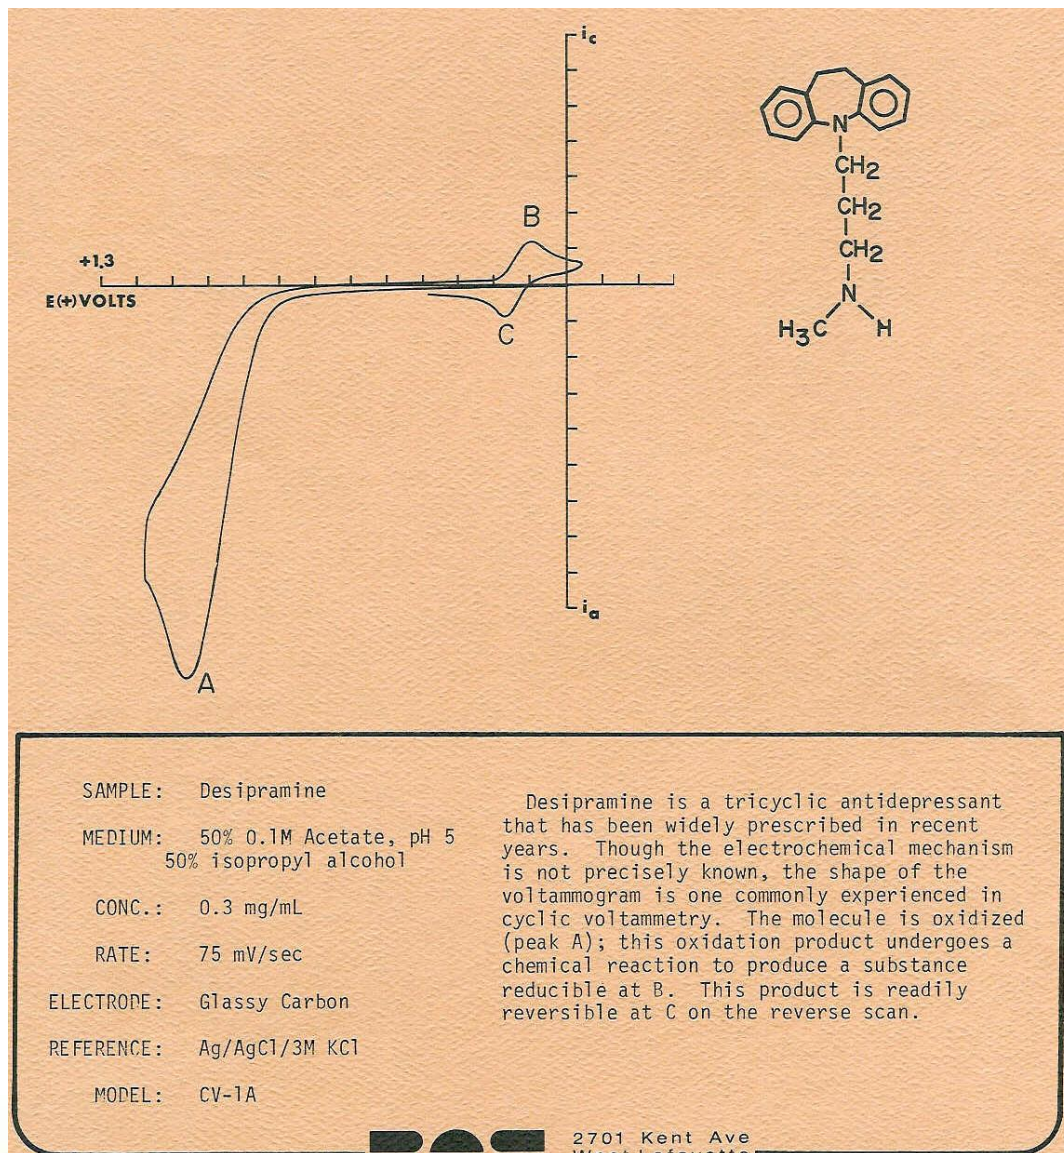 i_c
N
CH2
CH2
CH2
N
H3C H
B
+1.3
E(+)VOLTS
C
i_a
A
SAMPLE: Desipramine
MEDIUM: 50% 0.1M Acetate, pH 5
50% isopropyl alcohol
CONC.: 0.3 mg/mL
RATE: 75 mV/sec
ELECTRODE: Glassy Carbon
REFERENCE: Ag/AgCl/3M KCl
MODEL: CV-1A
Desipramine is a tricyclic antidepressant
that has been widely prescribed in recent
years. Though the electrochemical mechanism
is not precisely known, the shape of the
voltammogram is one commonly experienced in
cyclic voltammetry. The molecule is oxidized
(peak A); this oxidation product undergoes a
chemical reaction to produce a substance
reducible at B. This product is readily
reversible at C on the reverse scan.
2701 Kent Ave
West Lafayette